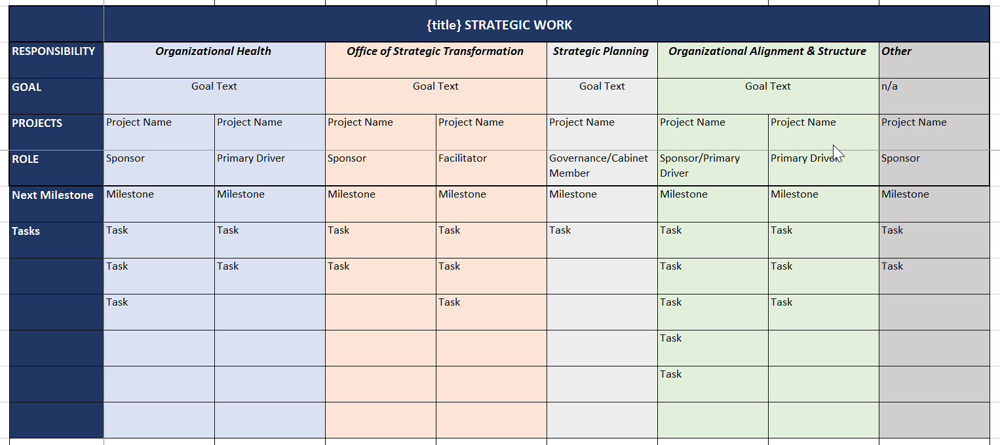 {title} STRATEGIC WORK
RESPONSIBILITY Organizational Health Office of Strategic Transformation Strategic Planning Organizational Alignment & Structure Other
GOAL Goal Text Goal Text Goal Text Goal Text n/a
PROJECTS Project Name Project Name Project Name Project Name Project Name Project Name Project Name Project Name
ROLE Sponsor Primary Driver Sponsor Facilitator Governance/Cabinet Sponsor/Primary Primary Driver Sponsor
Member Driver
Next Milestone Milestone Milestone Milestone Milestone Milestone Milestone Milestone Milestone
Tasks Task Task Task Task Task Task Task Task
Task Task Task Task Task Task Task
Task Task Task Task
Task
Task